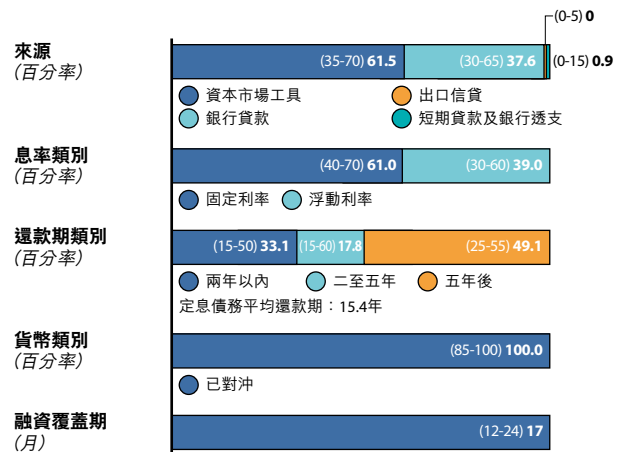 (0-5) 0
來源
(百分率)
(35-70) 61.5 (30-65) 37.6 (0-15) 0.9
資本市場工具 出口信貸
銀行貸款 短期貸款及銀行透支
息率類別
(百分率)
(40-70) 61.0 (30-60) 39.0
固定利率 浮動利率
還款期類別
(百分率)
(15-50) 33.1 (15-60) 17.8 (25-55) 49.1
兩年以內 二至五年 五年後
定息債務平均還款期：15.4年
貨幣類別
(百分率)
(85-100) 100.0
已對沖
融資覆蓋期
(月)
(12-24) 17